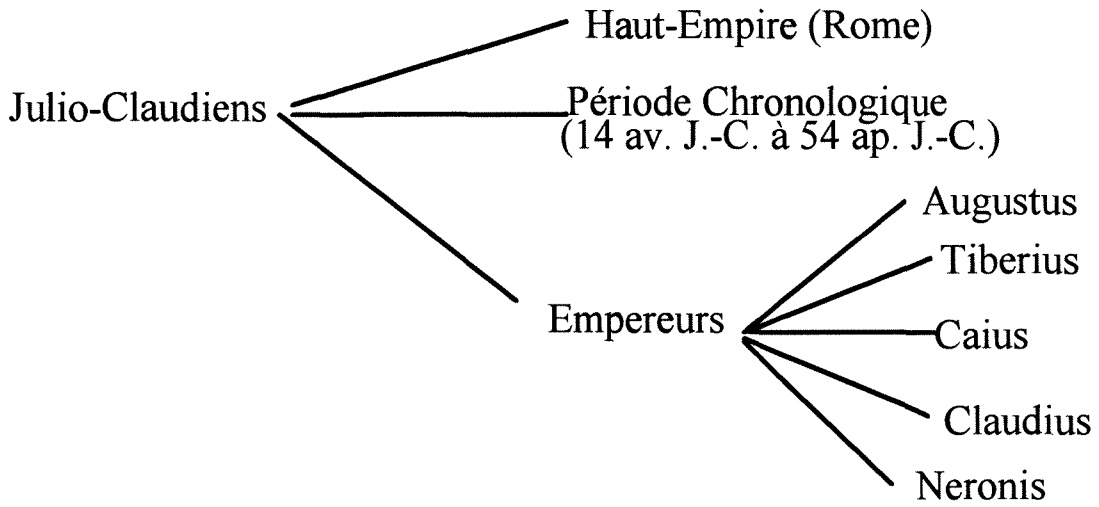 Haut-Empire (Rome)
Julio-Claudiens
Période Chronologique
(14 av. J.-C. à 54 ap. J.-C.)
Augustus
Tiberius
Empereurs
Caius
Claudius
Neronis